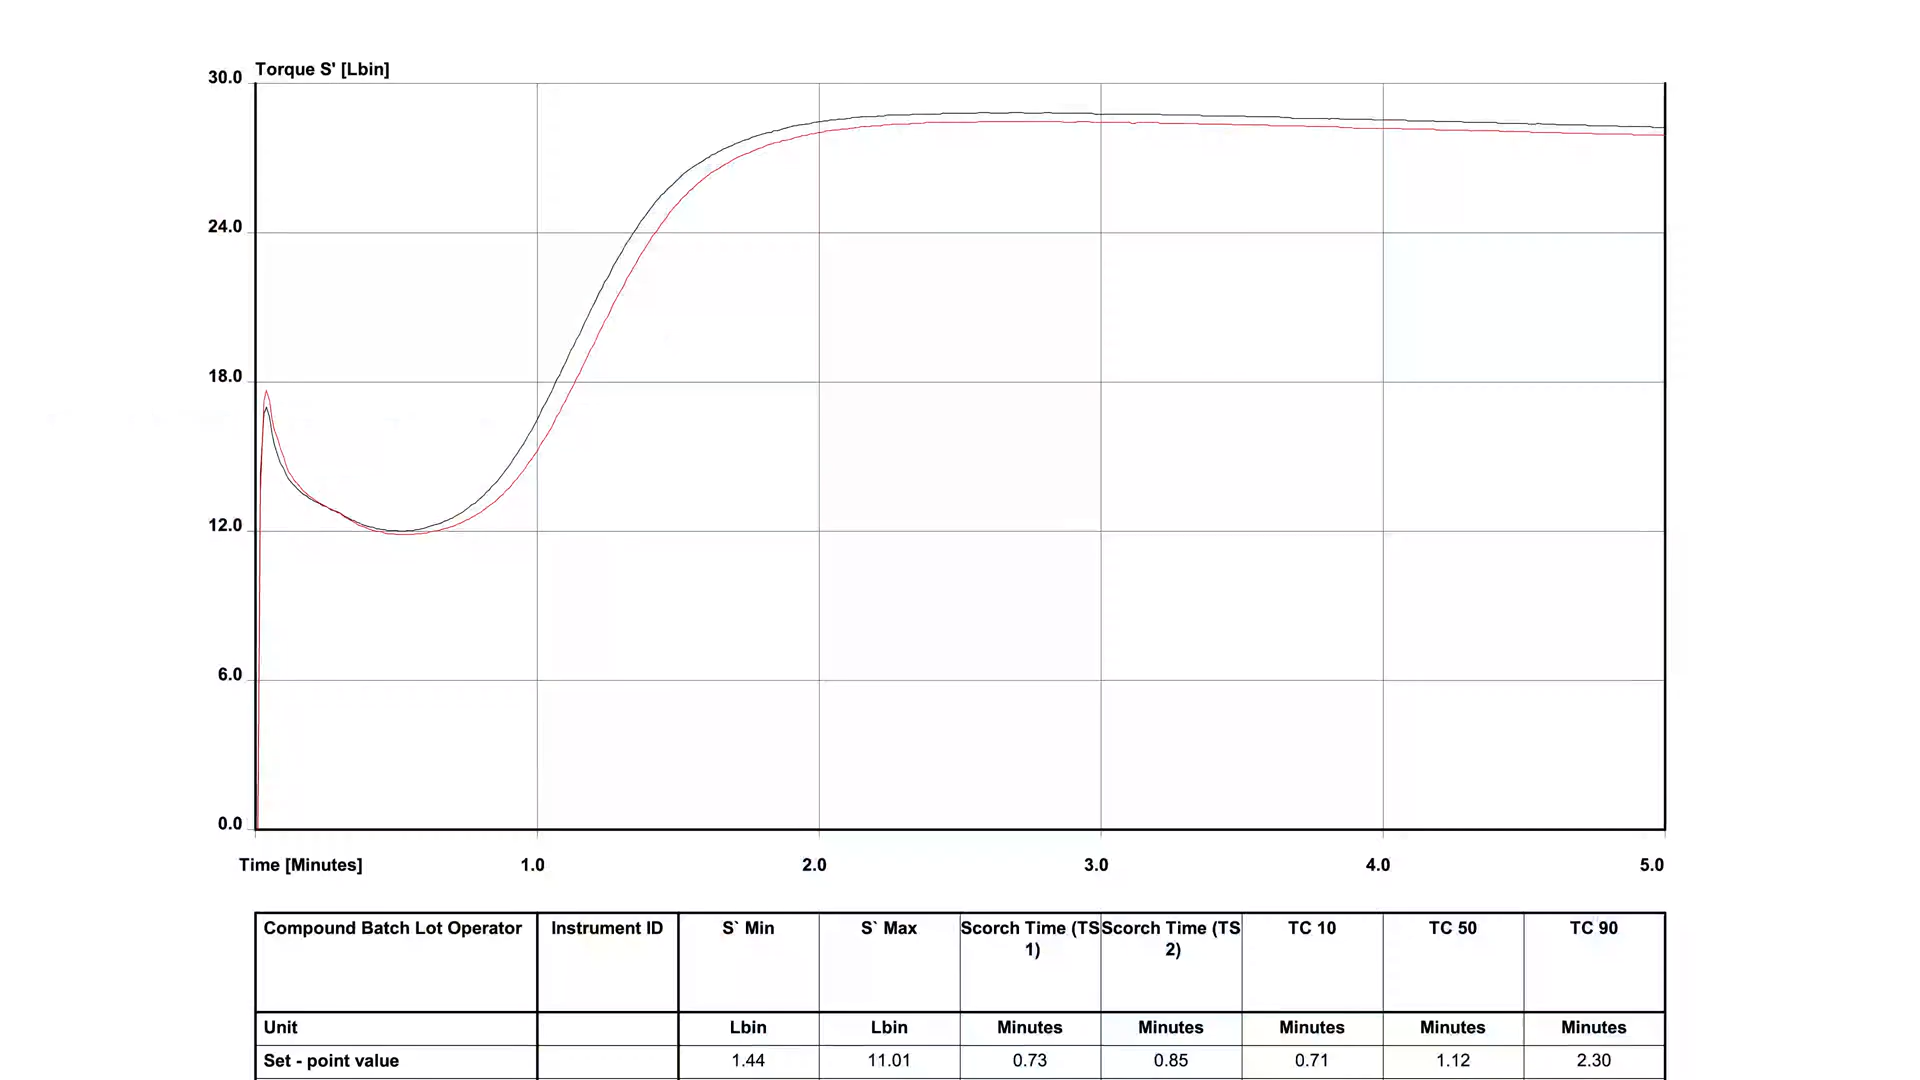 Torque S' [Lbin]
30.0
24.0
18.0
12.0
6.0
0.0
Time [Minutes] 1.0 2.0 3.0 4.0 5.0
Compound Batch Lot Operator Instrument ID S` Min S` Max Scorch Time (TS 1) Scorch Time (TS 2) TC 10 TC 50 TC 90
Unit Lbin Lbin Minutes Minutes Minutes Minutes Minutes
Set - point value 1.44 11.01 0.73 0.85 0.71 1.12 2.30